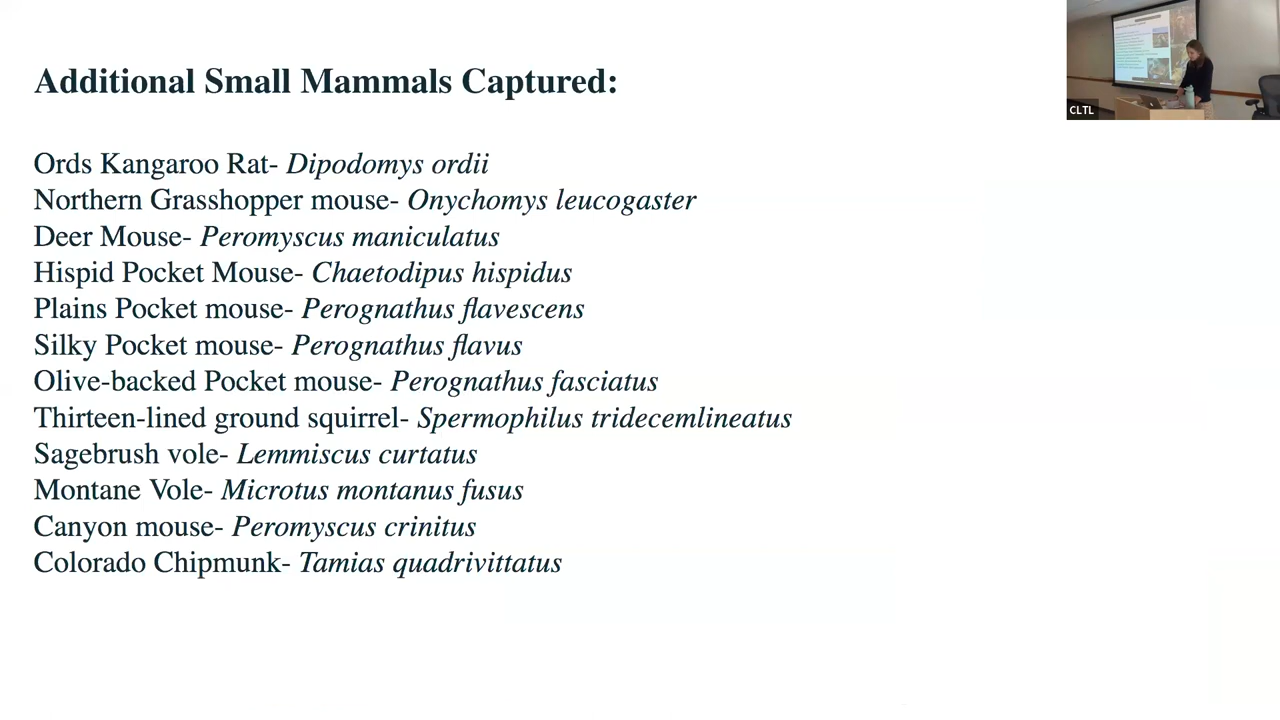 Additional Small Mammals Captured:
Ords Kangaroo Rat- Dipodomys ordii
Northern Grasshopper mouse- Onychomys leucogaster
Deer Mouse- Peromyscus maniculatus
Hispid Pocket Mouse- Chaetodipus hispidus
Plains Pocket mouse- Perognathus flavescens
Silky Pocket mouse- Perognathus flavus
Olive-backed Pocket mouse- Perognathus fasciatus
Thirteen-lined ground squirrel- Spermophilus tridecemlineatus
Sagebrush vole- Lemmiscus curtatus
Montane Vole- Microtus montanus fusus
Canyon mouse- Peromyscus crinitus
Colorado Chipmunk- Tamias quadrivittatus
CLTL